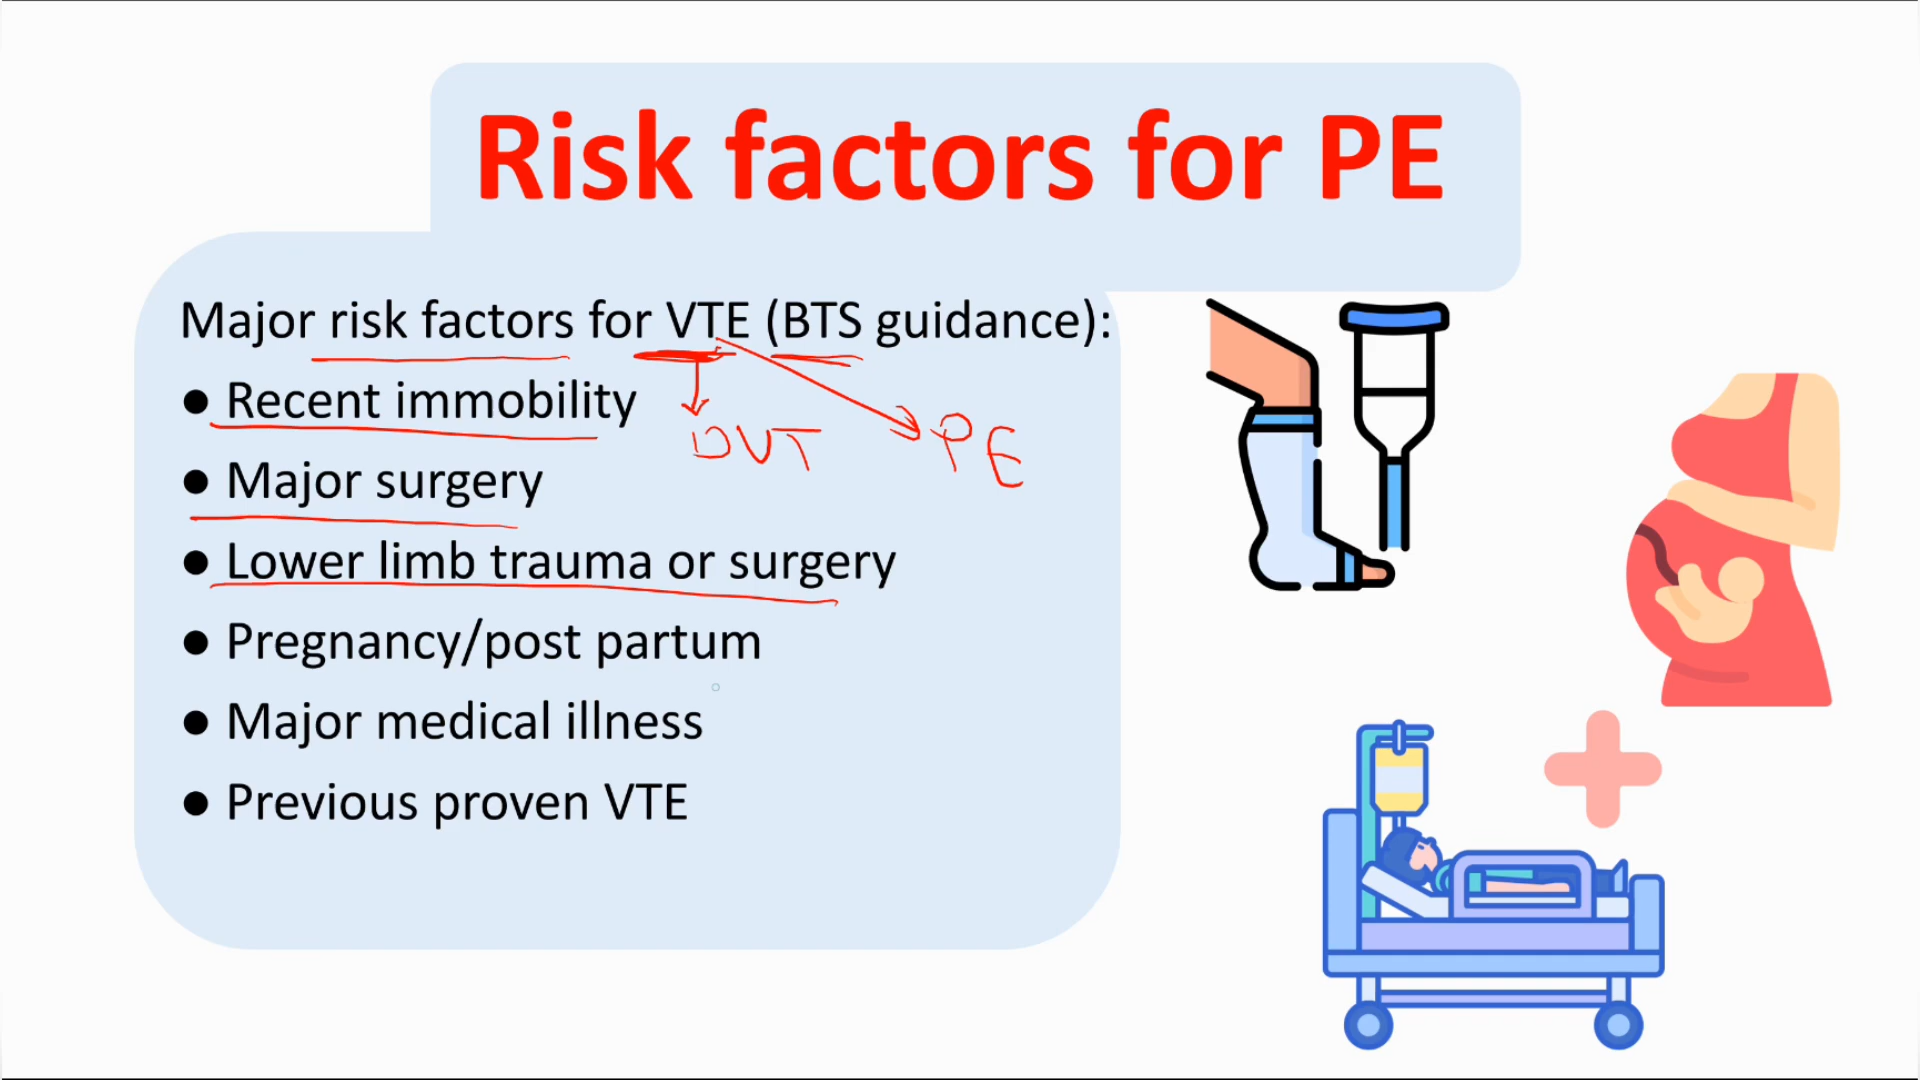 Risk factors for PE
Major risk factors for VTE (BTS guidance):
● Recent immobility
DVT
PE
● Major surgery
● Lower limb trauma or surgery
● Pregnancy/post partum
● Major medical illness
● Previous proven VTE